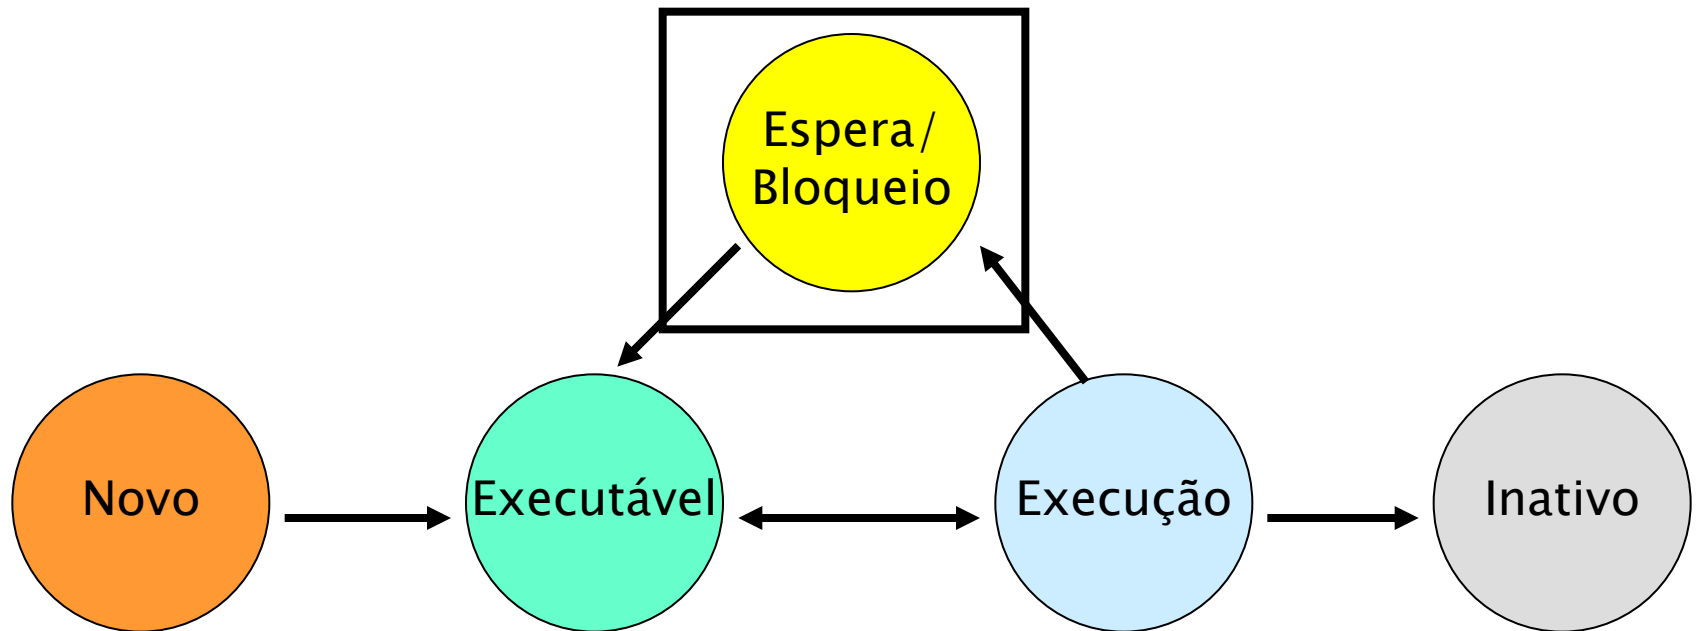 Espera/
Bloqueio
Novo
Executável
Execução
Inativo